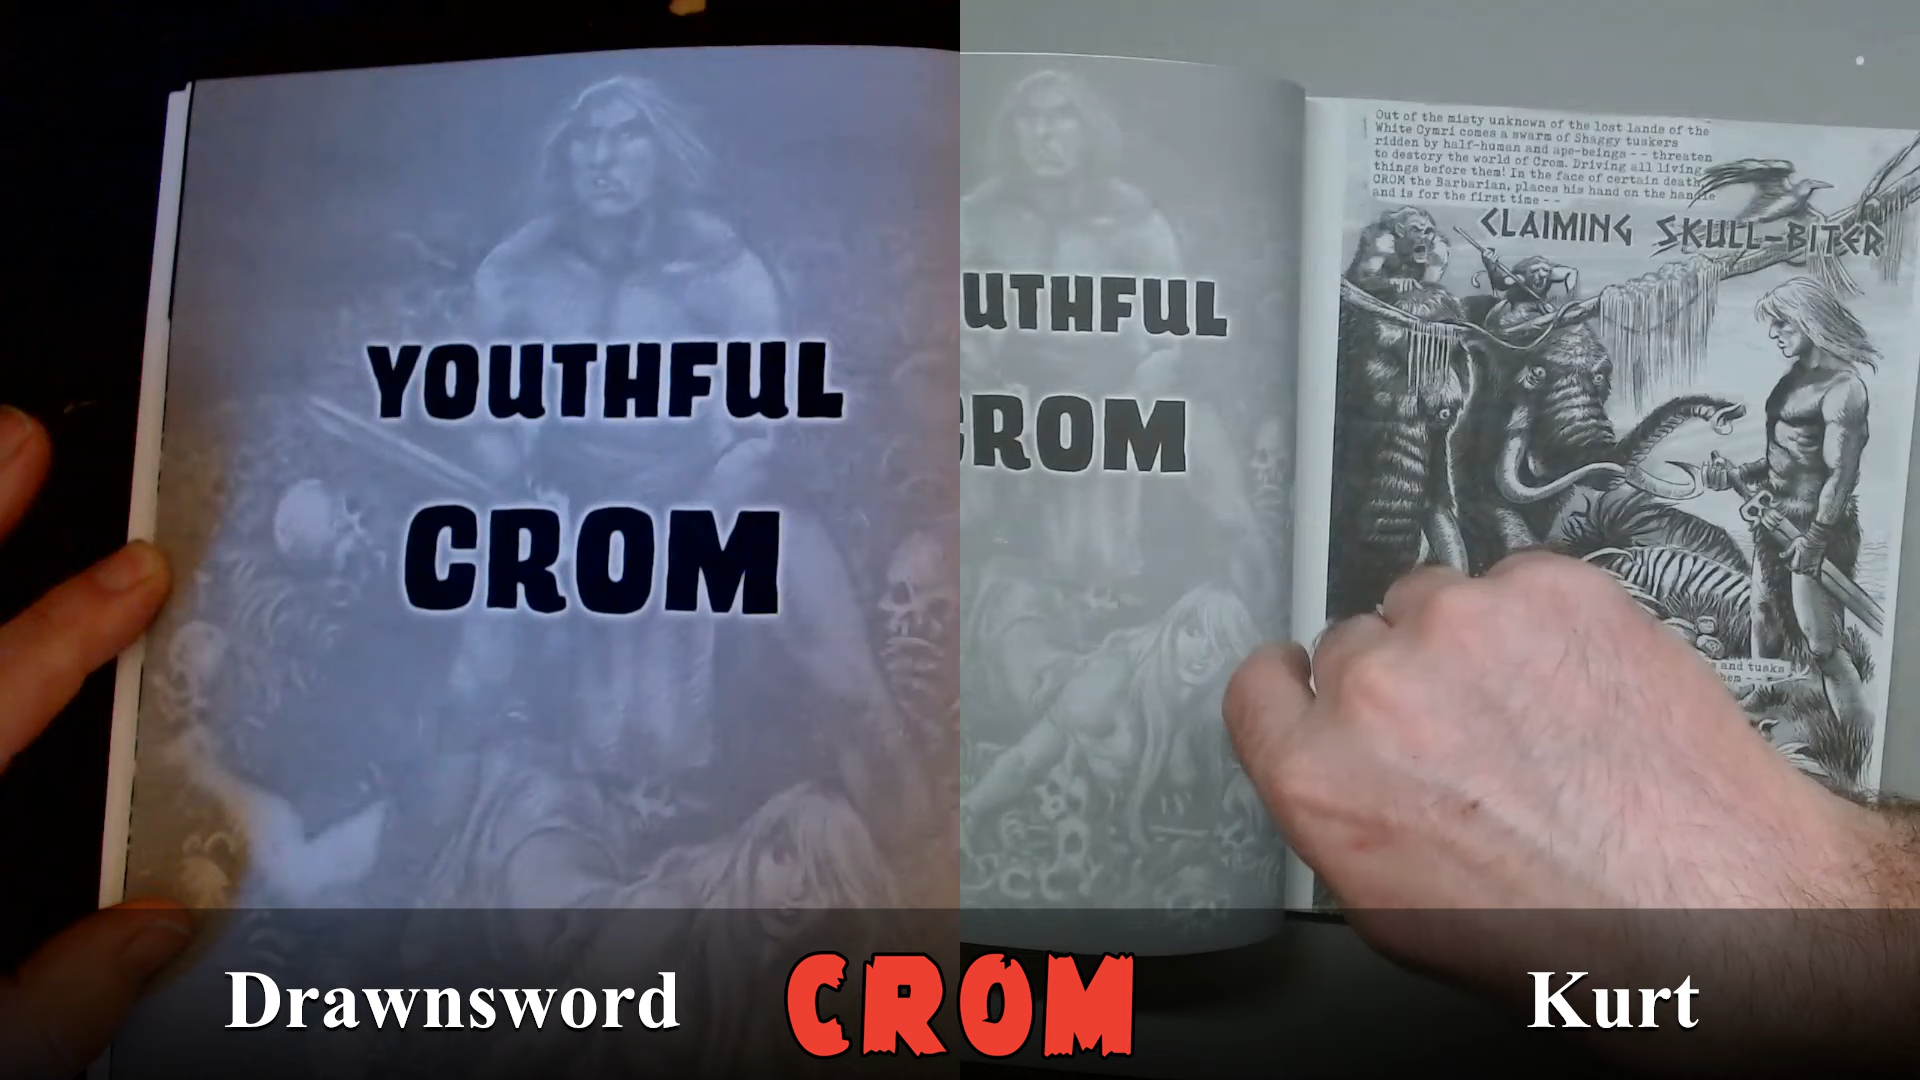 YOUTHFUL
CROM
UTHFUL
CROM
Out of the misty unknown of the lost lands of the
White Cymri comes a swarm of Shaggy tuskers
ridden by half-human and ape-beings -- threaten
to destory the world of Crom. Driving all living
things before them! In the face of certain death,
CROM the Barbarian, places his hand on the handle
and is for the first time --
CLAIMING SKULL-BITER
and tusks
Drawnsword
CROM
Kurt